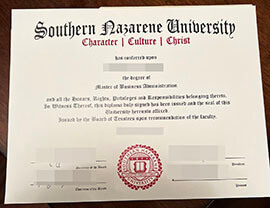 Southern Nazarene University
Character | Culture | Christ
has conferred upon
the degree of
Master of Business Administration
and all the Honors, Rights, Privileges and Responsibilities belonging thereto.
In Witness Thereof, this diploma duly signed has been issued and the seal of this
University hereunto affixed
Issued by the Board of Trustees upon recommendation of the faculty.